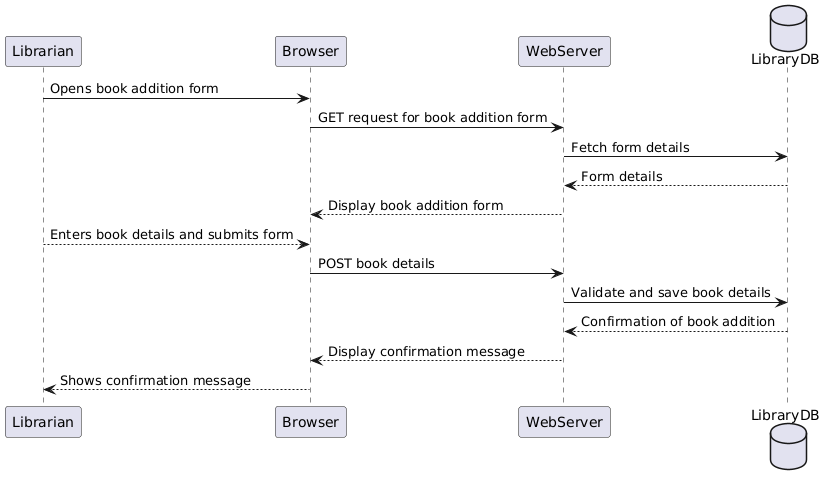 Librarian
Browser
WebServer
LibraryDB
Opens book addition form
GET request for book addition form
Fetch form details
Form details
Display book addition form
Enters book details and submits form
POST book details
Validate and save book details
Confirmation of book addition
Display confirmation message
Shows confirmation message
Librarian
Browser
WebServer
LibraryDB